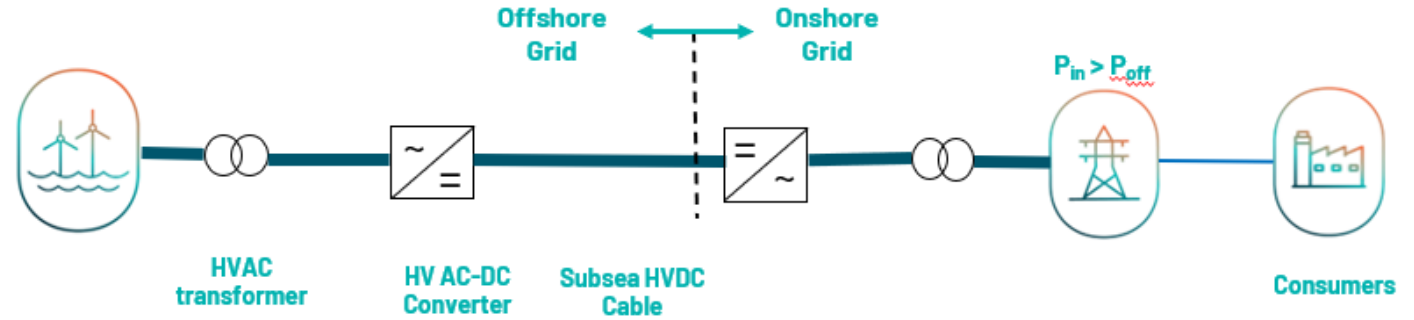 Offshore
Grid
Onshore
Grid
Pin > Poff
~
=
=
~
HVAC
transformer
HV AC-DC
Converter
Subsea HVDC
Cable
Consumers